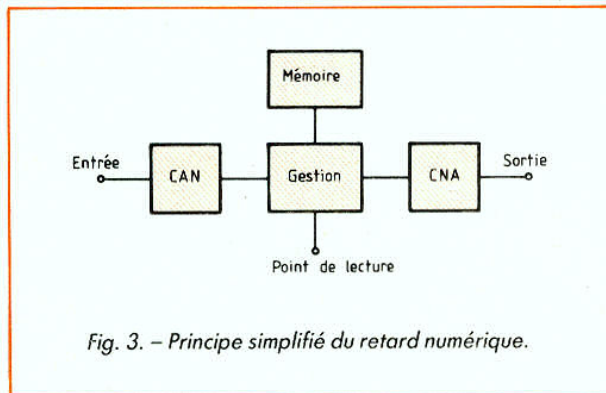 Mémoire
Entrée
CAN
Gestion
CNA
Sortie
Point de lecture
Fig. 3. – Principe simplifié du retard numérique.